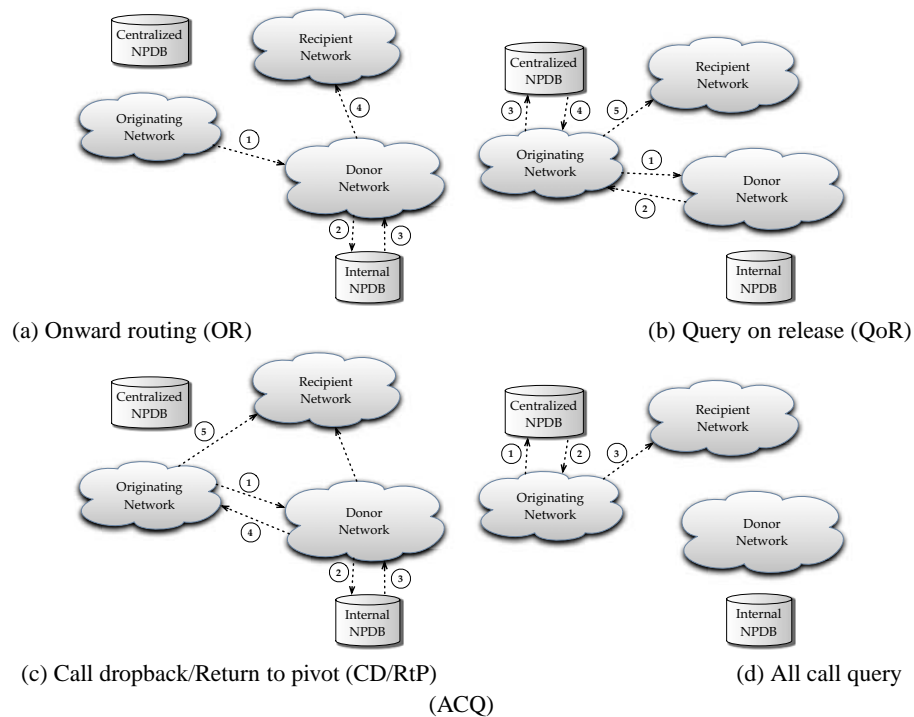 Centralized
NPDB
Recipient
Network
Originating
Network
1
4
Donor
Network
2
3
Internal
NPDB
(a) Onward routing (OR)
Centralized
NPDB
Recipient
Network
3
4
5
Originating
Network
1
2
Donor
Network
Internal
NPDB
(b) Query on release (QoR)
Centralized
NPDB
Recipient
Network
5
Originating
Network
1
4
Donor
Network
2
3
Internal
NPDB
(c) Call dropback/Return to pivot (CD/RtP)
Centralized
NPDB
Recipient
Network
1
2
3
Originating
Network
Donor
Network
Internal
NPDB
(d) All call query
(ACQ)